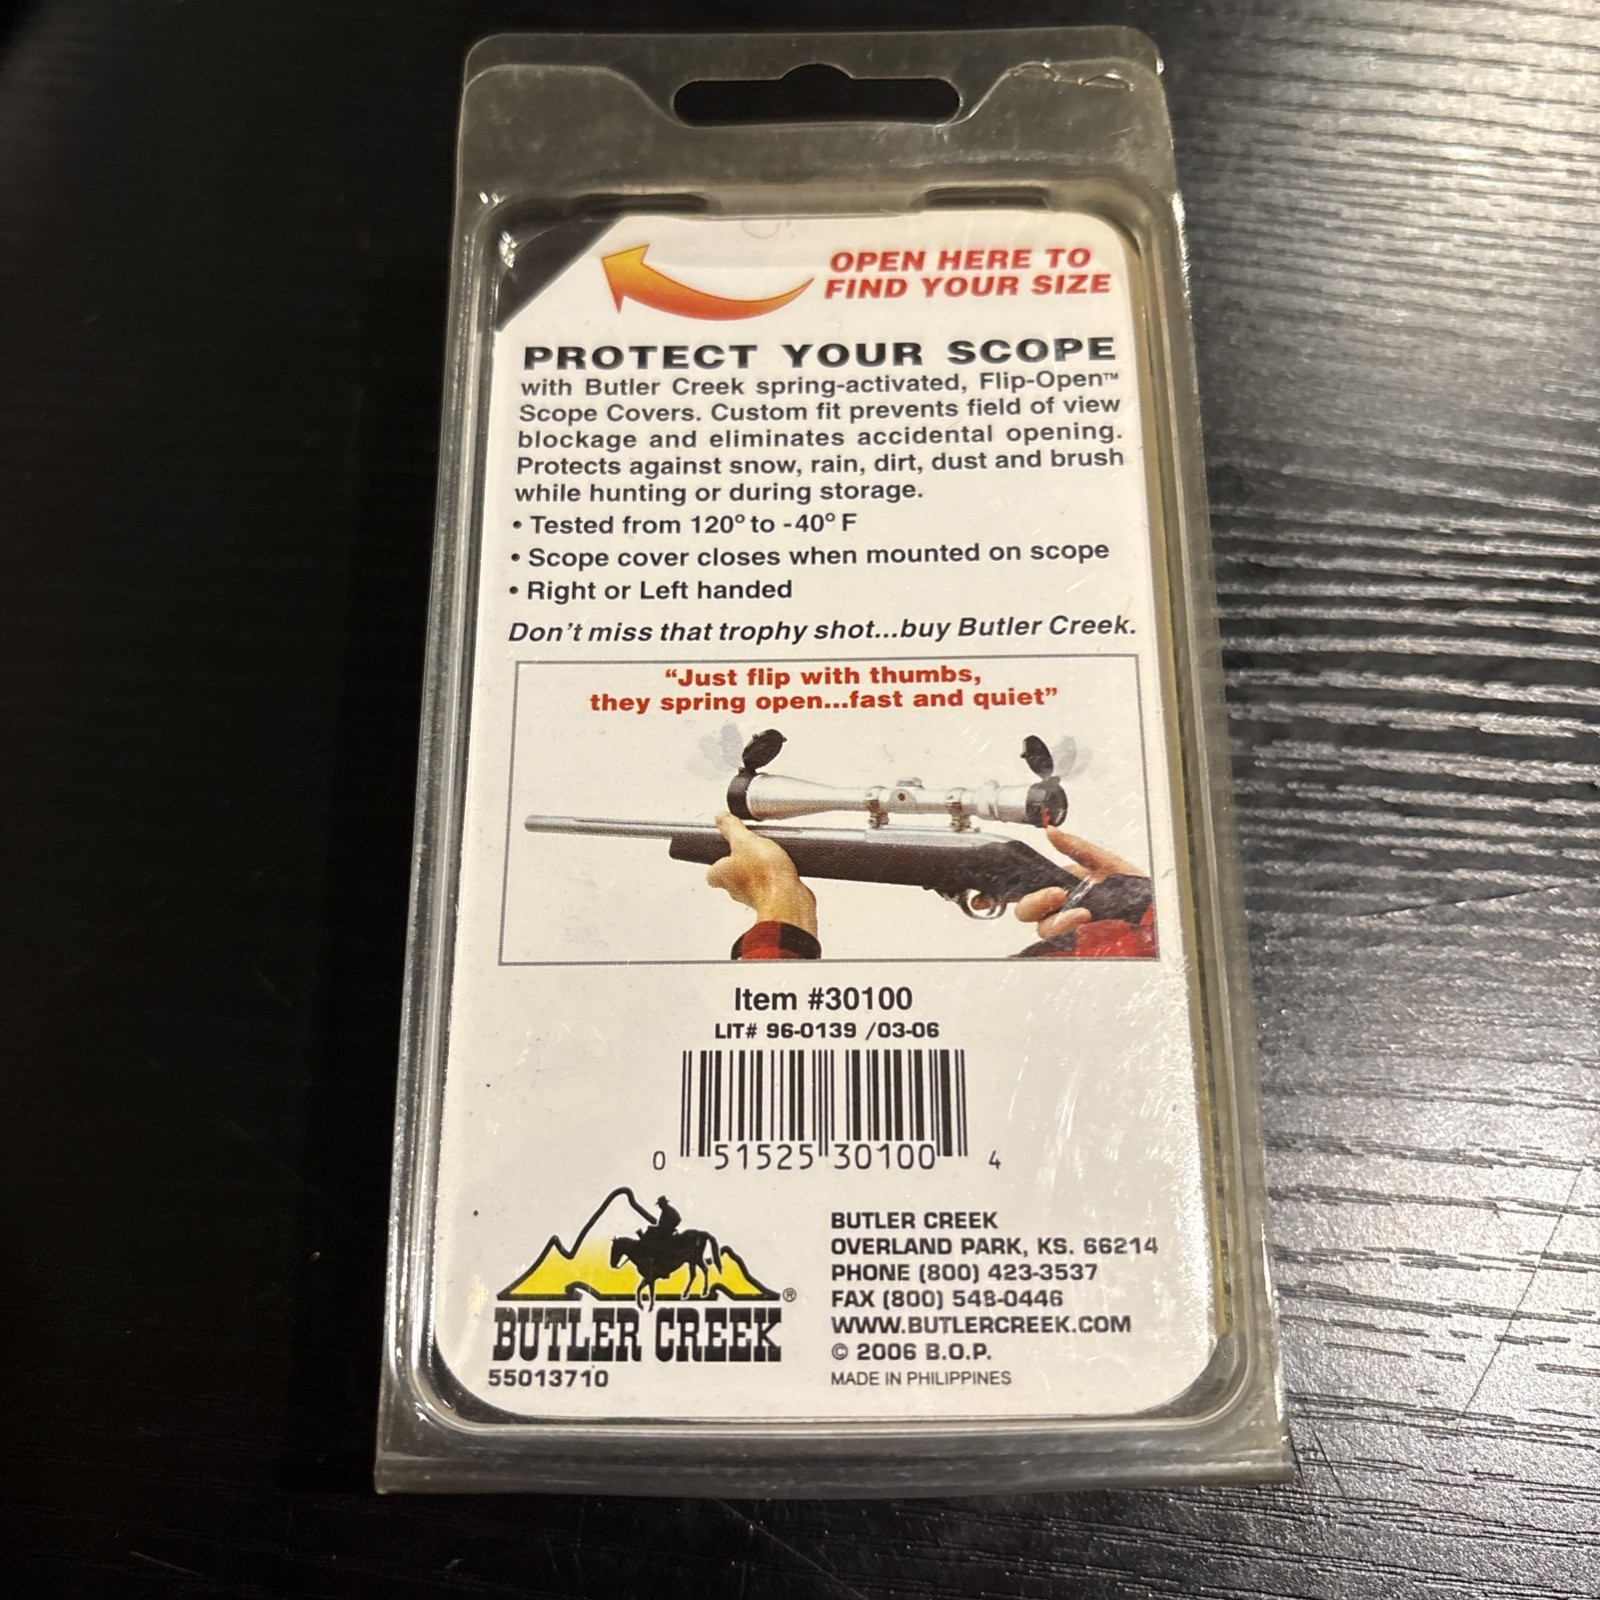 OPEN HERE TO
FIND YOUR SIZE
PROTECT YOUR SCOPE
with Butler Creek spring-activated, Flip-Open™
Scope Covers. Custom fit prevents field of view
blockage and eliminates accidental opening.
Protects against snow, rain, dirt, dust and brush
while hunting or during storage.
• Tested from 120° to -40° F
• Scope cover closes when mounted on scope
• Right or Left handed
Don't miss that trophy shot...buy Butler Creek.
“Just flip with thumbs,
they spring open...fast and quiet”
Item #30100
LIT# 96-0139 /03-06
0 51525 30100 4
BUTLER CREEK®
55013710
BUTLER CREEK
OVERLAND PARK, KS. 66214
PHONE (800) 423-3537
FAX (800) 548-0446
WWW.BUTLERCREEK.COM
© 2006 B.O.P.
MADE IN PHILIPPINES